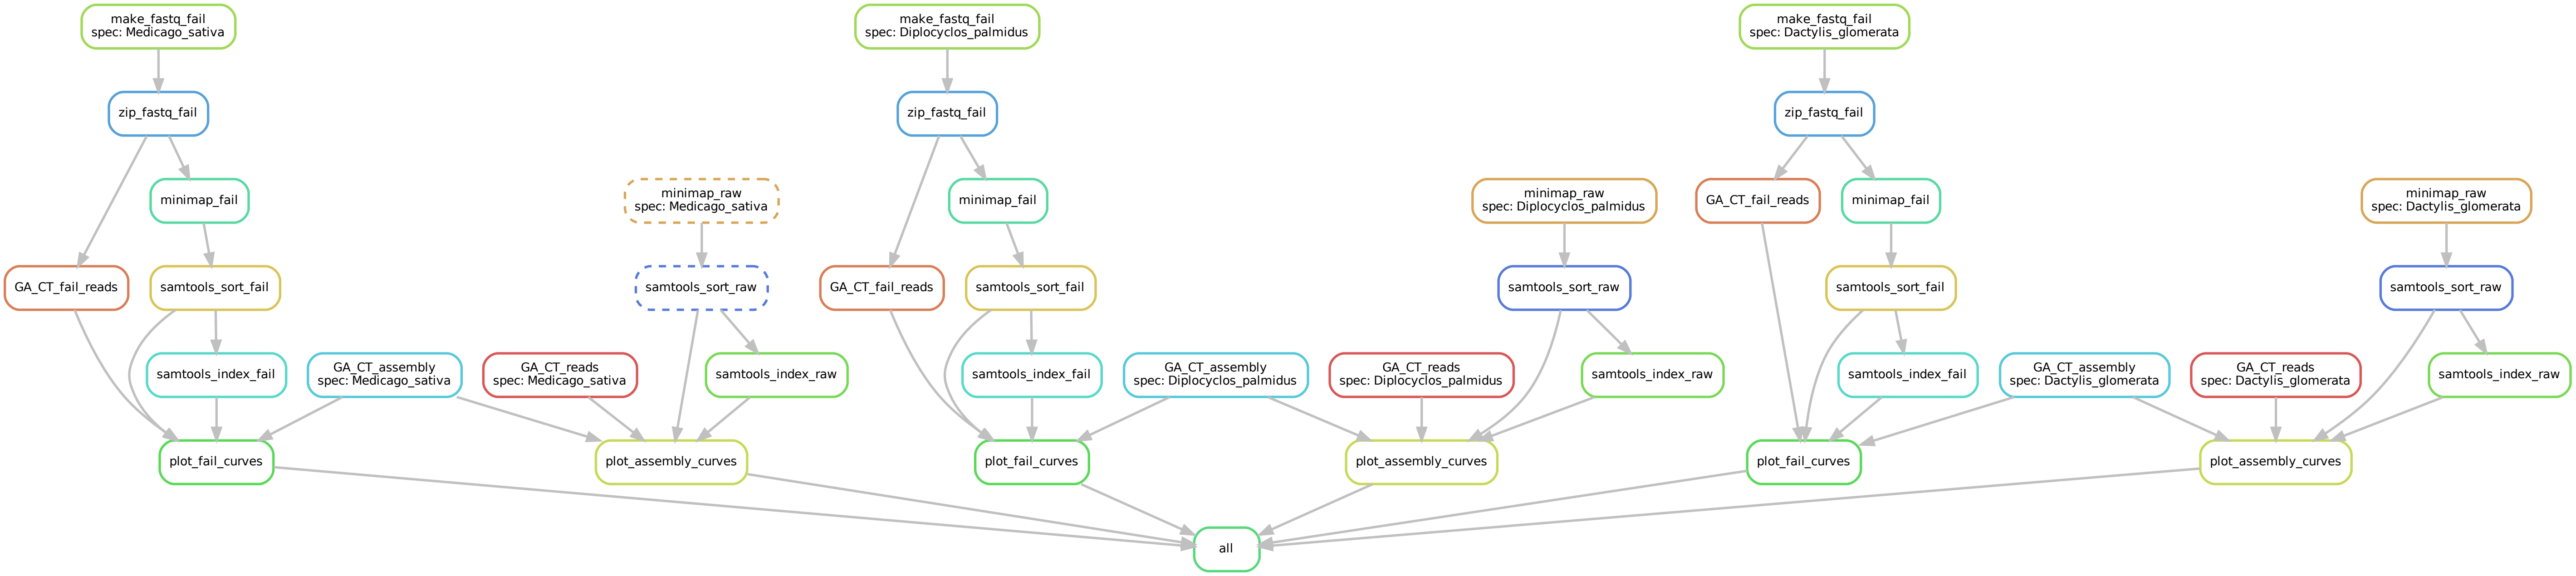 make_fastq_fail
spec: Medicago_sativa
make_fastq_fail
spec: Diplocyclos_palmidus
make_fastq_fail
spec: Dactylis_glomerata
zip_fastq_fail
zip_fastq_fail
zip_fastq_fail
minimap_fail
minimap_raw
spec: Medicago_sativa
minimap_fail
minimap_raw
spec: Diplocyclos_palmidus
GA_CT_fail_reads
minimap_fail
minimap_raw
spec: Dactylis_glomerata
GA_CT_fail_reads
samtools_sort_fail
samtools_sort_raw
GA_CT_fail_reads
samtools_sort_fail
samtools_sort_raw
samtools_sort_fail
samtools_sort_raw
samtools_index_fail
GA_CT_assembly
spec: Medicago_sativa
GA_CT_reads
spec: Medicago_sativa
samtools_index_raw
samtools_index_fail
GA_CT_assembly
spec: Diplocyclos_palmidus
GA_CT_reads
spec: Diplocyclos_palmidus
samtools_index_raw
samtools_index_fail
GA_CT_assembly
spec: Dactylis_glomerata
GA_CT_reads
spec: Dactylis_glomerata
samtools_index_raw
plot_fail_curves
plot_assembly_curves
plot_fail_curves
plot_assembly_curves
plot_fail_curves
plot_assembly_curves
all